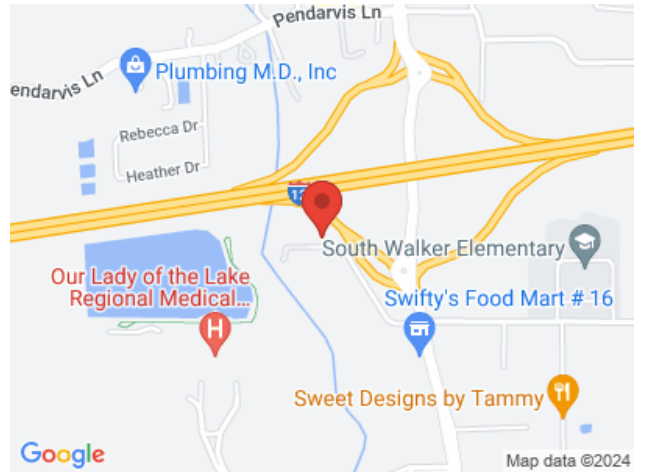 Pendarvis Ln
endarvis Ln
Plumbing M.D., Inc
Rebecca Dr
Heather Dr
South Walker Elementary
Our Lady of the Lake
Regional Medical...
H
Swifty's Food Mart # 16
Sweet Designs by Tammy
Google
Map data ©2024